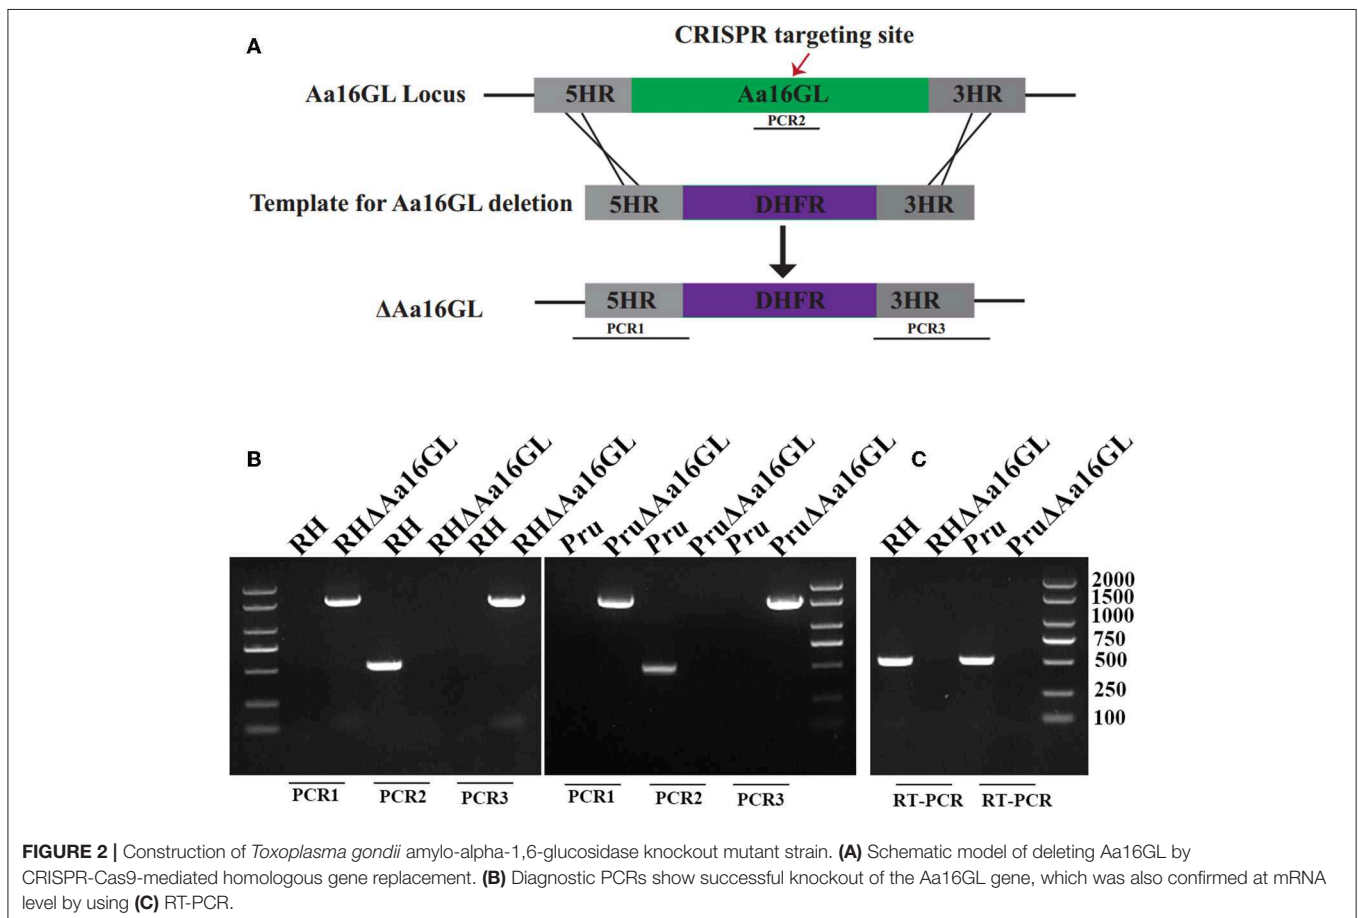 A
CRISPR targeting site
Aa16GL Locus
5HR
Aa16GL
3HR
PCR2
Template for Aa16GL deletion
5HR
DHFR
3HR
ΔAa16GL
5HR
DHFR
3HR
PCR1
PCR3
B
RH
RHΔAa16GL
RH
RHΔAa16GL
RH
RHΔAa16GL
Pru
PruΔAa16GL
Pru
PruΔAa16GL
Pru
PruΔAa16GL
PCR1
PCR2
PCR3
PCR1
PCR2
PCR3
C
RH
RHΔAa16GL
Pru
PruΔAa16GL
2000
1500
1000
750
500
250
100
RT-PCR
RT-PCR
FIGURE 2 | Construction of Toxoplasma gondii amylo-alpha-1,6-glucosidase knockout mutant strain. (A) Schematic model of deleting Aa16GL by
CRISPR-Cas9-mediated homologous gene replacement. (B) Diagnostic PCRs show successful knockout of the Aa16GL gene, which was also confirmed at mRNA
level by using (C) RT-PCR.